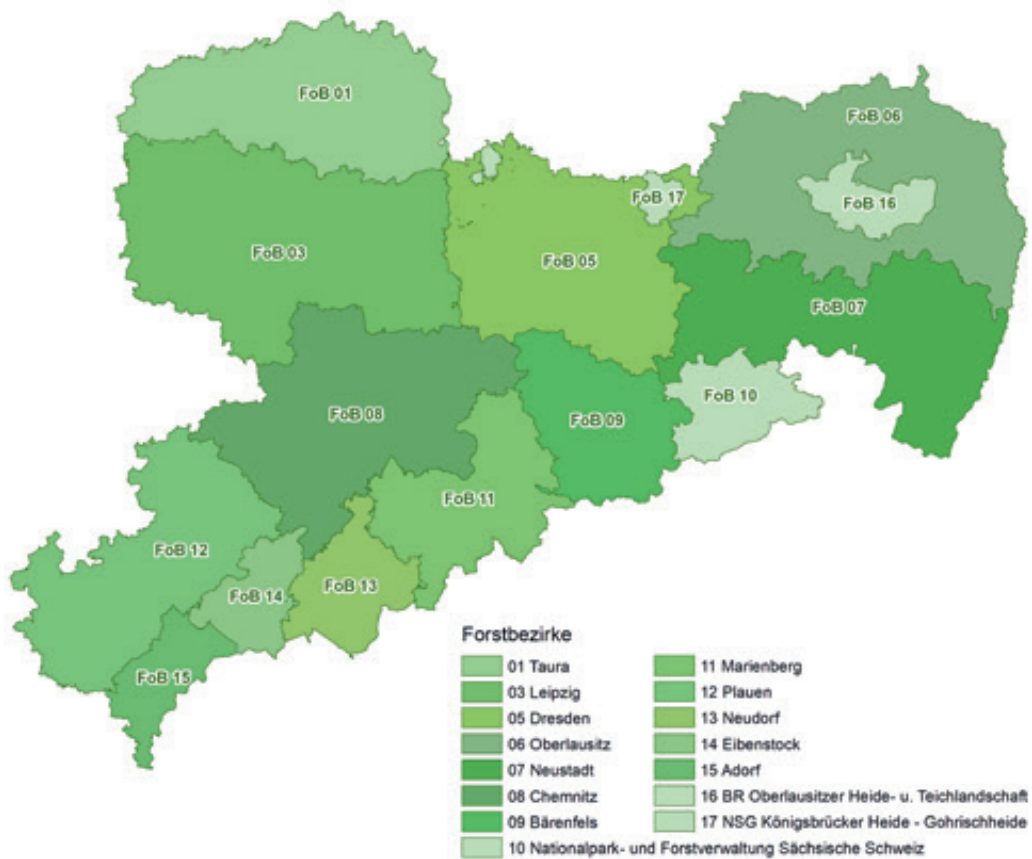 FoB 01
FoB 06
FoB 17
FoB 16
FoB 03
FoB 05
FoB 07
FoB 10
FoB 08
FoB 09
FoB 11
FoB 12
FoB 13
FoB 14
FoB 15
Forstbezirke
01 Taura
03 Leipzig
05 Dresden
06 Oberlausitz
07 Neustadt
08 Chemnitz
09 Bärenfels
10 Nationalpark- und Forstverwaltung Sächsische Schweiz
11 Marienberg
12 Plauen
13 Neudorf
14 Eibenstock
15 Adorf
16 BR Oberlausitzer Heide- u. Teichlandschaft
17 NSG Königsbrücker Heide - Gohrischheide